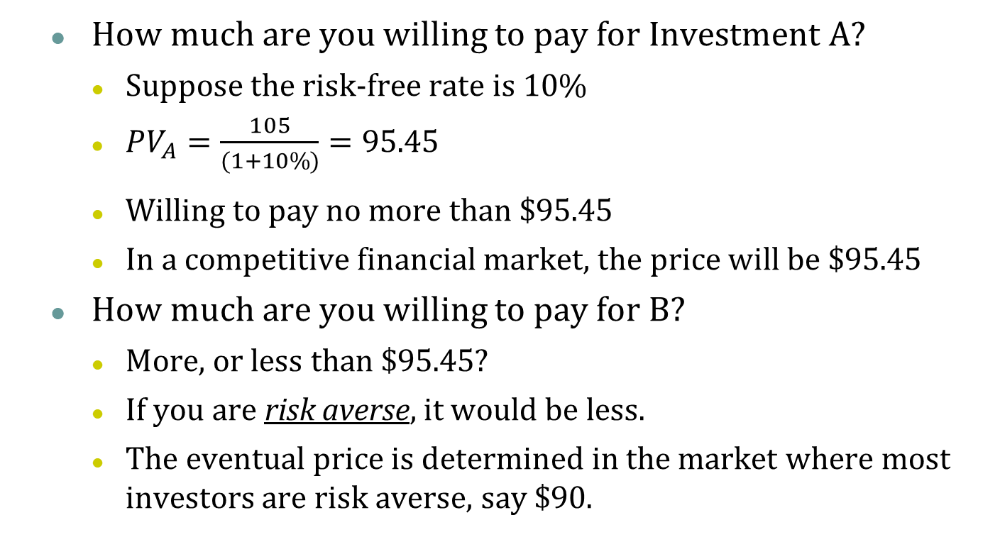 • How much are you willing to pay for Investment A?
• Suppose the risk-free rate is 10%
• PV_A = 105/(1+10%) = 95.45
• Willing to pay no more than $95.45
• In a competitive financial market, the price will be $95.45
• How much are you willing to pay for B?
• More, or less than $95.45?
• If you are risk averse, it would be less.
• The eventual price is determined in the market where most
investors are risk averse, say $90.